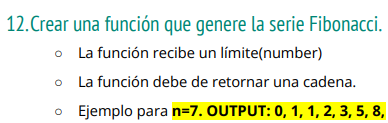 12.Crear una función que genere la serie Fibonacci.
○ La función recibe un límite(number)
○ La función debe de retornar una cadena.
○ Ejemplo para n=7. OUTPUT: 0, 1, 1, 2, 3, 5, 8,